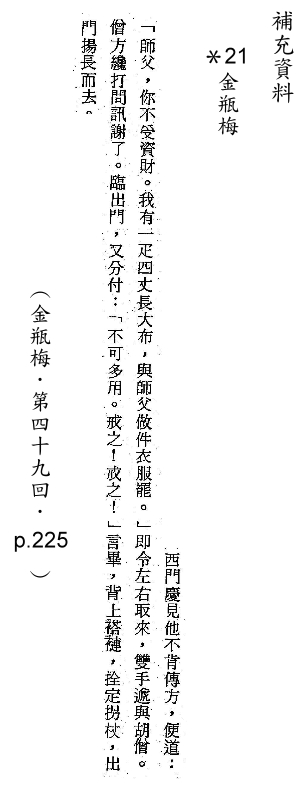 補充資料
*21 金瓶梅
西門慶見他不肯傳方，便道：
「師父，你不受資財。我有一疋四丈長大布，與師父做件衣服罷。」即令左右取來，雙手遞與胡僧。
僧方纔打問訊謝了。臨出門，又分付：「不可多用。戒之！戒之！」言畢，背上褡褳，拴定拐杖，出
門揚長而去。
（金瓶梅．第四十九回．p.225）